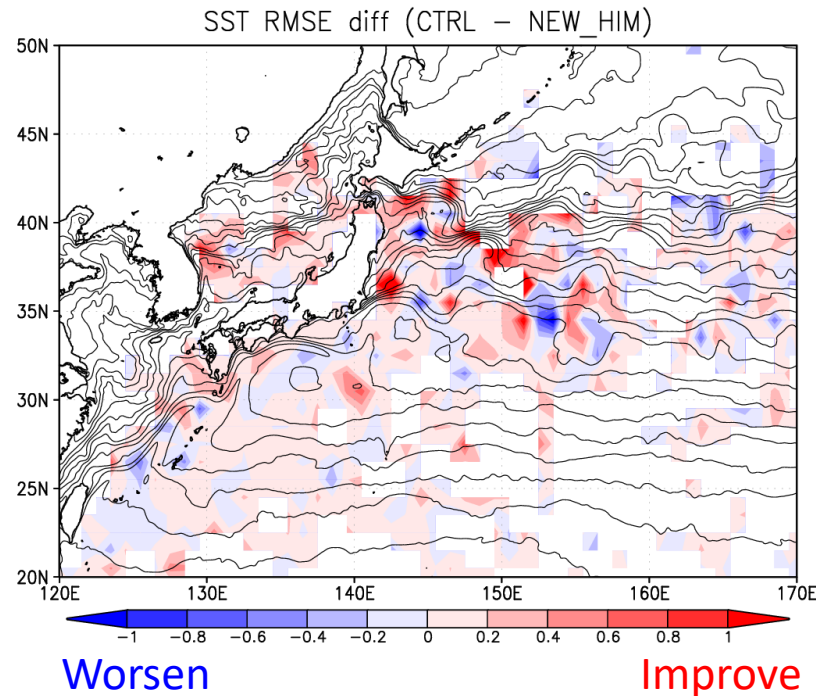 SST RMSE diff (CTRL − NEW_HIM)
50N
45N
40N
35N
30N
25N
20N
120E 130E 140E 150E 160E 170E
−1 −0.8 −0.6 −0.4 −0.2 0 0.2 0.4 0.6 0.8 1
Worsen Improve